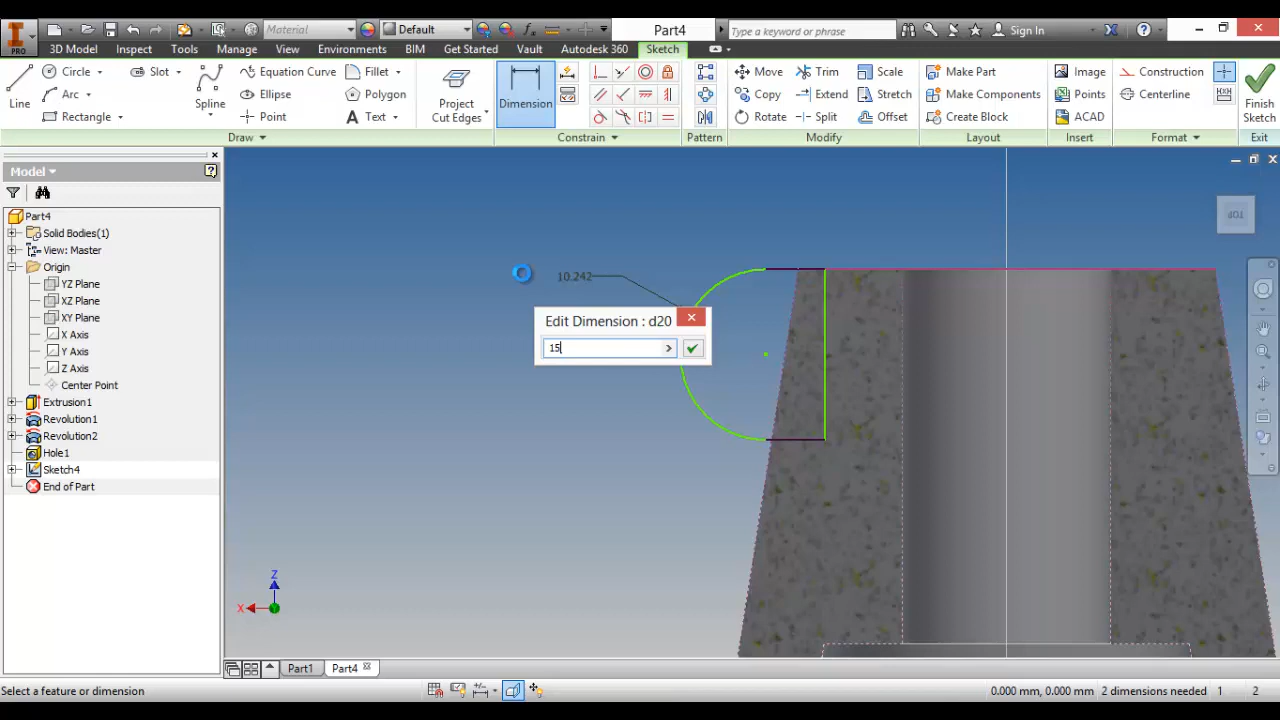 Material Default fx Part4 Type a keyword or phrase Sign In
PRO 3D Model Inspect Tools Manage View Environments BIM Get Started Vault Autodesk 360 Sketch
Line Circle Arc Rectangle Slot Spline Equation Curve Ellipse Point Fillet Polygon Text
Project Cut Edges Dimension
Move Copy Rotate Trim Extend Split Scale Stretch Offset
Make Part Make Components Create Block Image Points ACAD Construction Centerline Finish Sketch
Draw Constrain Pattern Modify Layout Insert Format Exit
Model
Part4
Solid Bodies(1)
View: Master
Origin
YZ Plane
XZ Plane
XY Plane
X Axis
Y Axis
Z Axis
Center Point
Extrusion1
Revolution1
Revolution2
Hole1
Sketch4
End of Part
TOP
10.242
Edit Dimension : d20
15
Z
X
Part1 Part4
Select a feature or dimension 0.000 mm, 0.000 mm 2 dimensions needed 1 2